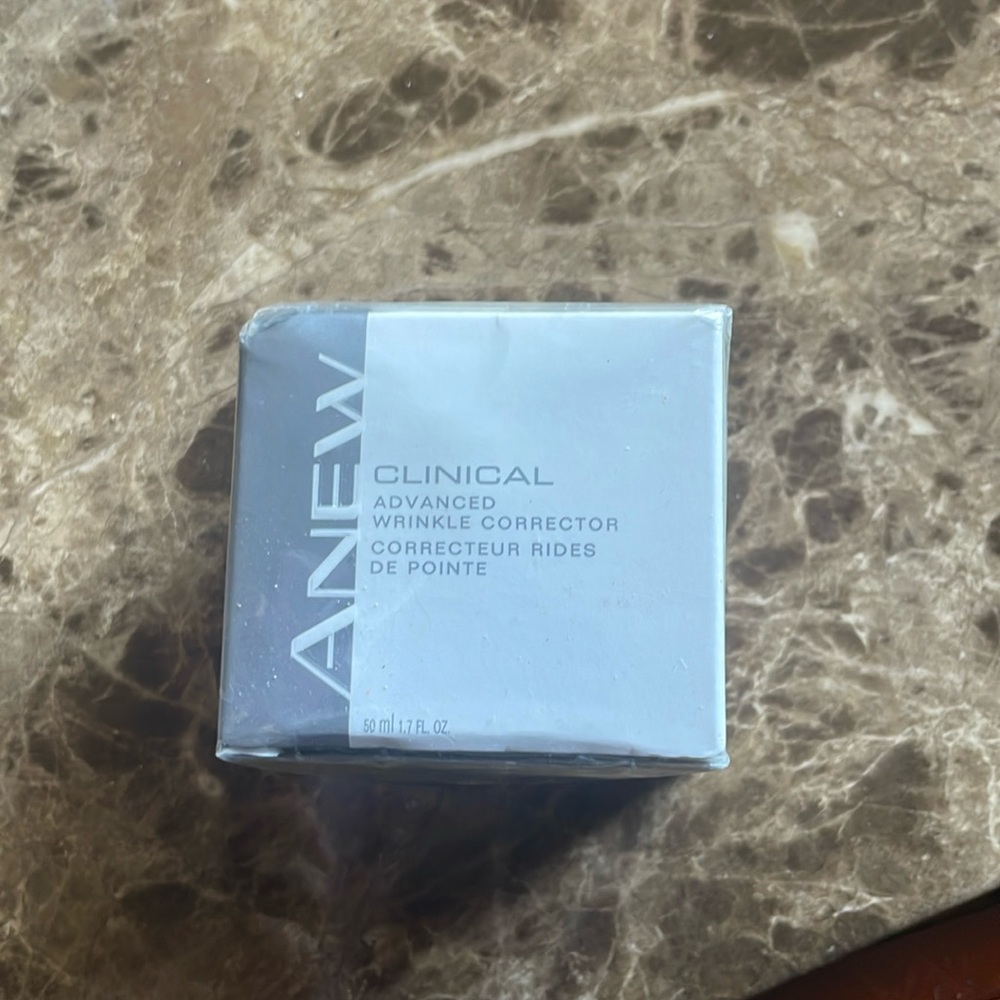 ANEW
CLINICAL
ADVANCED
WRINKLE CORRECTOR
CORRECTEUR RIDES
DE POINTE
50 ml 1.7 FL. OZ.